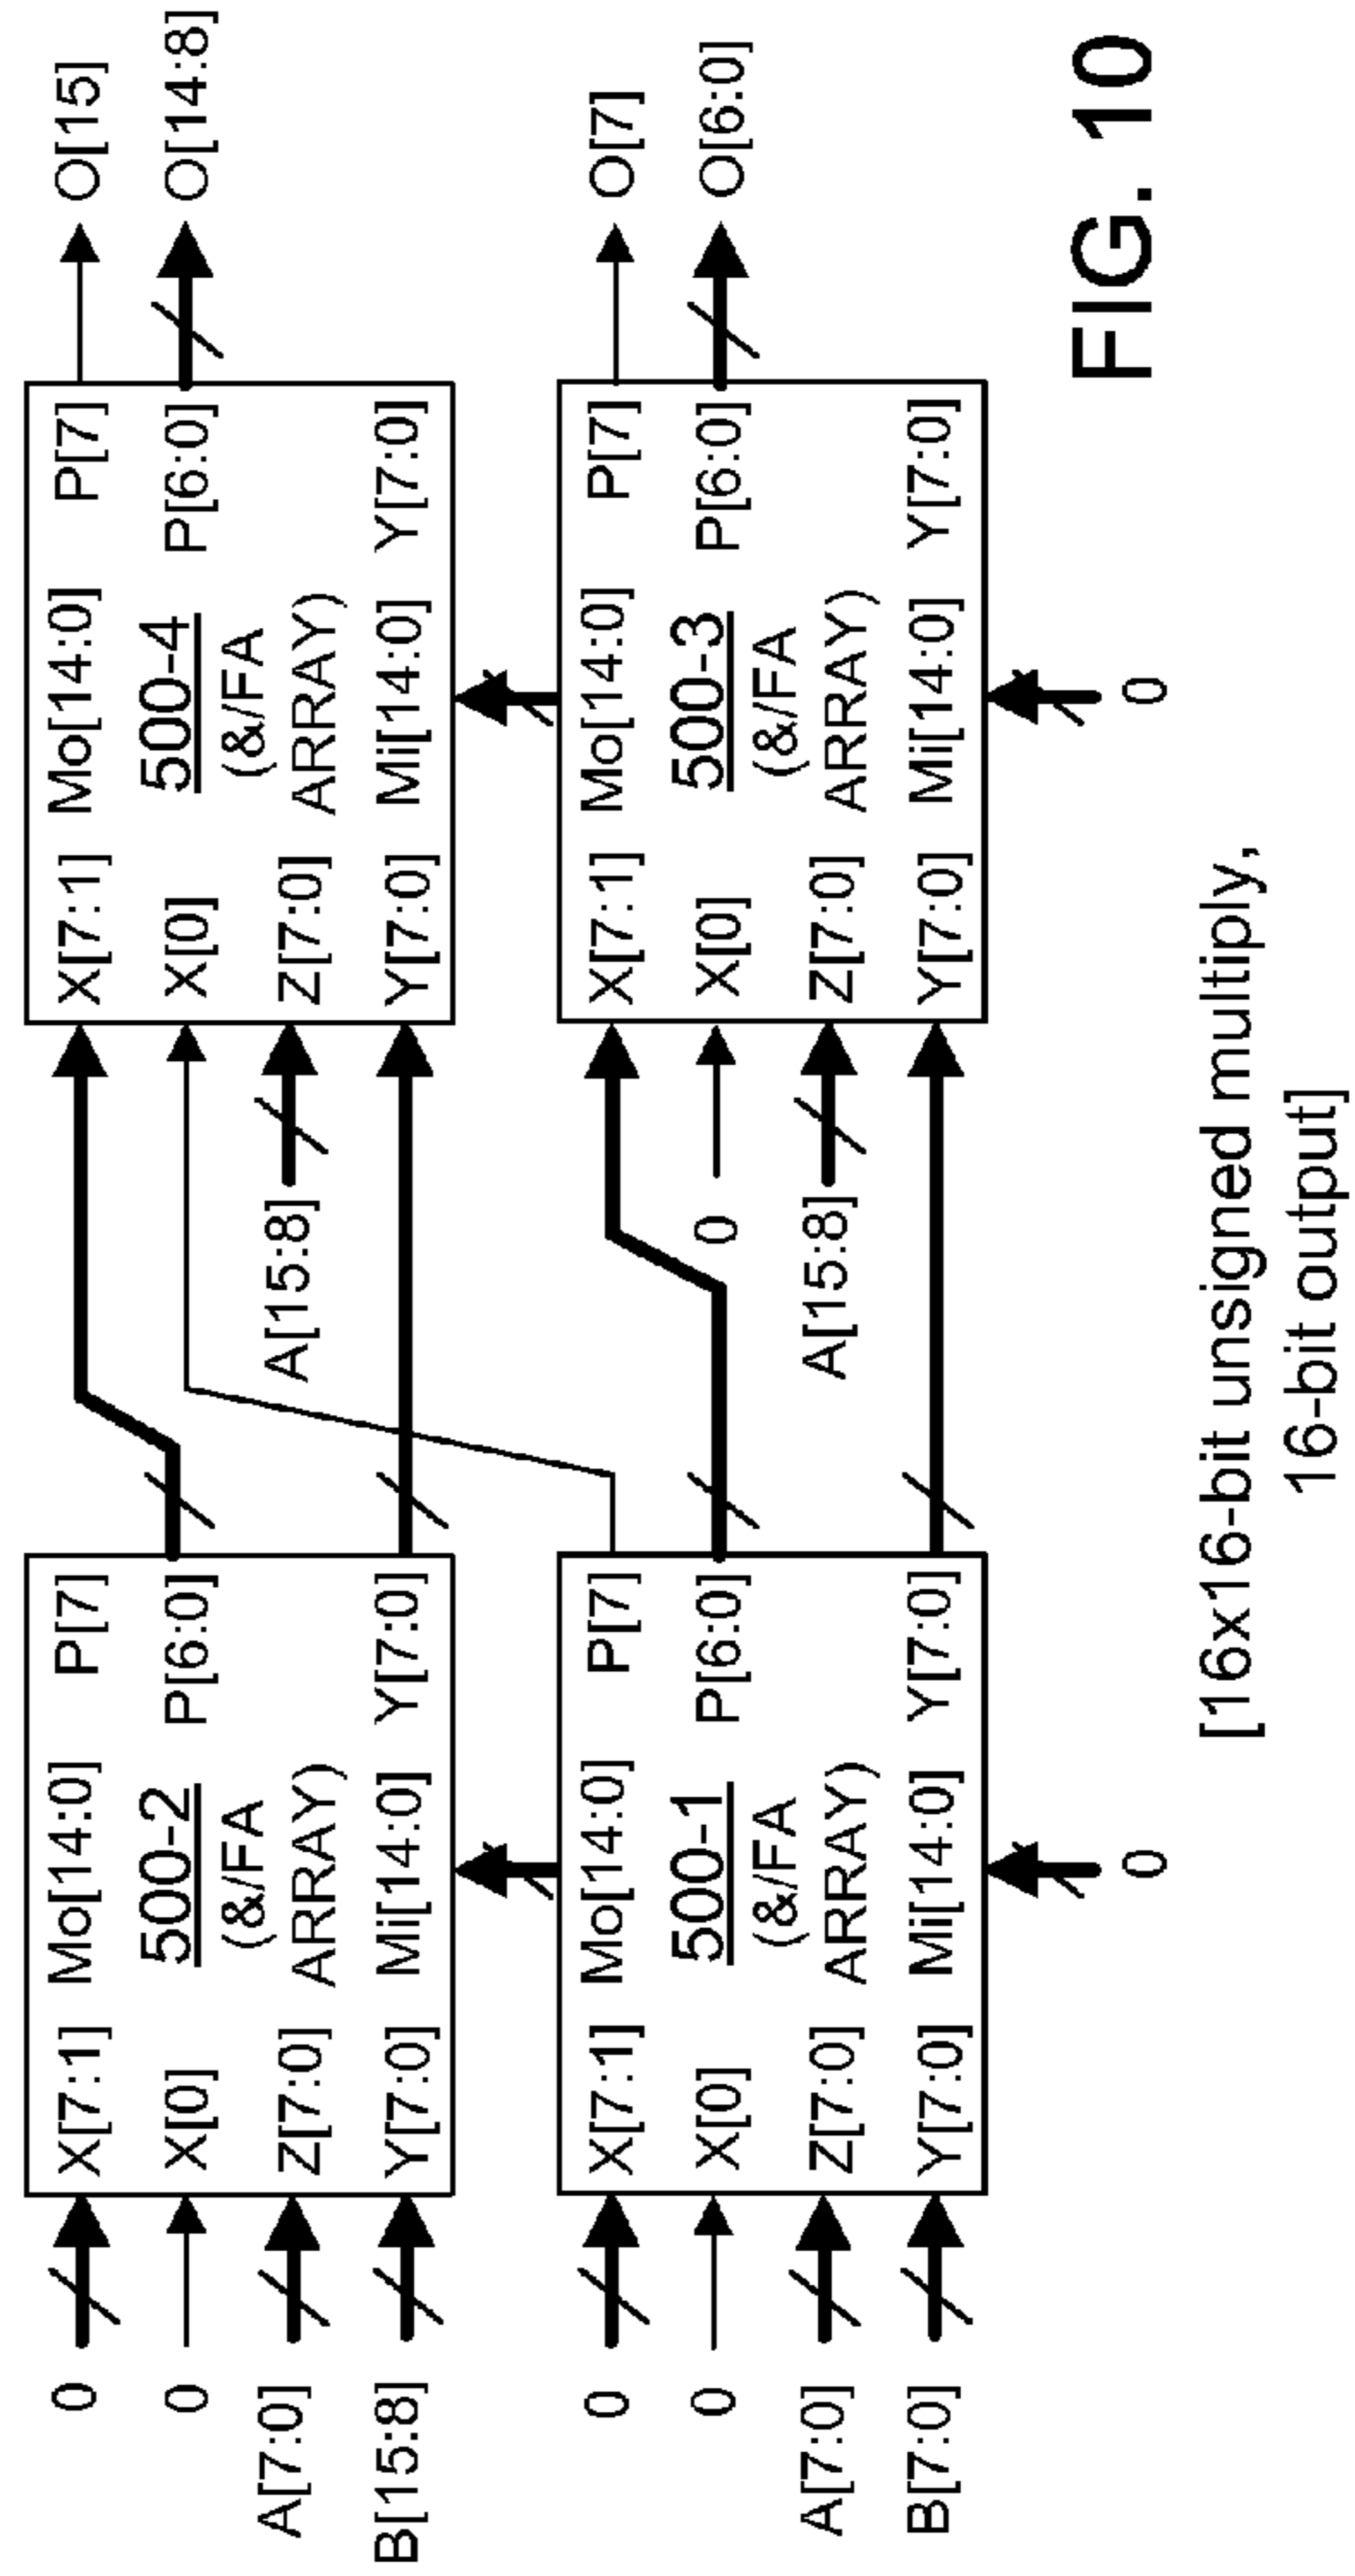 0
0
A[7:0]
B[15:8]
X[7:1] Mo[14:0] P[7]
X[0] 500-2 P[6:0]
(&/FA
Z[7:0] ARRAY)
Y[7:0] Mi[14:0] Y[7:0]
A[15:8]
X[7:1] Mo[14:0] P[7]
X[0] 500-4 P[6:0]
(&/FA
Z[7:0] ARRAY)
Y[7:0] Mi[14:0] Y[7:0]
O[15]
O[14:8]
0
0
A[7:0]
B[7:0]
X[7:1] Mo[14:0] P[7]
X[0] 500-1 P[6:0]
(&/FA
Z[7:0] ARRAY)
Y[7:0] Mi[14:0] Y[7:0]
0
0
A[15:8]
X[7:1] Mo[14:0] P[7]
X[0] 500-3 P[6:0]
(&/FA
Z[7:0] ARRAY)
Y[7:0] Mi[14:0] Y[7:0]
0
O[7]
O[6:0]
[16x16-bit unsigned multiply,
16-bit output]
FIG. 10